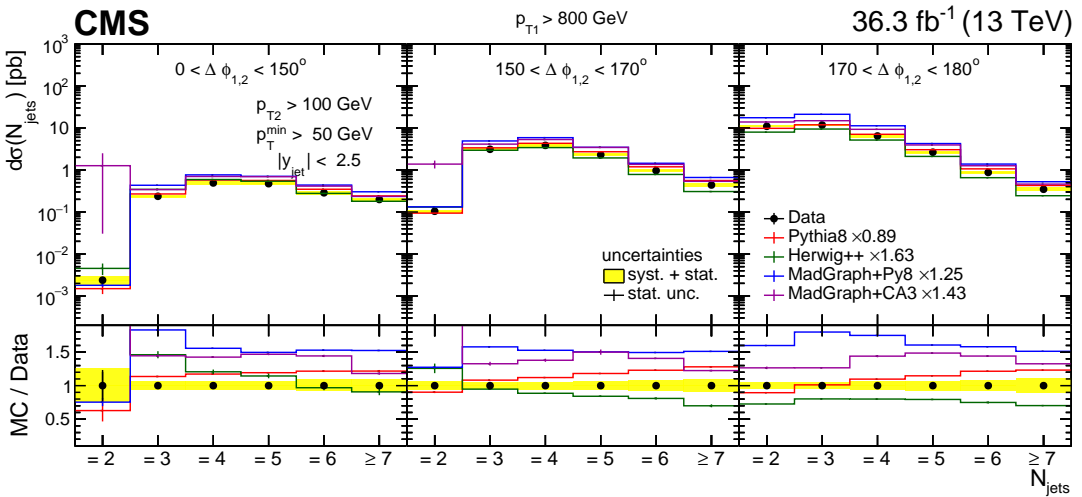 CMS
p_T1 > 800 GeV
36.3 fb⁻¹ (13 TeV)
dσ(N_jets) [pb]
10³
10²
10
1
10⁻¹
10⁻²
10⁻³
0 < Δ ϕ_1,2 < 150°
p_T2 > 100 GeV
p_T^min > 50 GeV
|y_jet| < 2.5
150 < Δ ϕ_1,2 < 170°
uncertainties
syst. + stat.
stat. unc.
170 < Δ ϕ_1,2 < 180°
Data
Pythia8 ×0.89
Herwig++ ×1.63
MadGraph+Py8 ×1.25
MadGraph+CA3 ×1.43
MC / Data
1.5
1
0.5
= 2 = 3 = 4 = 5 = 6 ≥ 7 = 2 = 3 = 4 = 5 = 6 ≥ 7 = 2 = 3 = 4 = 5 = 6 ≥ 7
N_jets